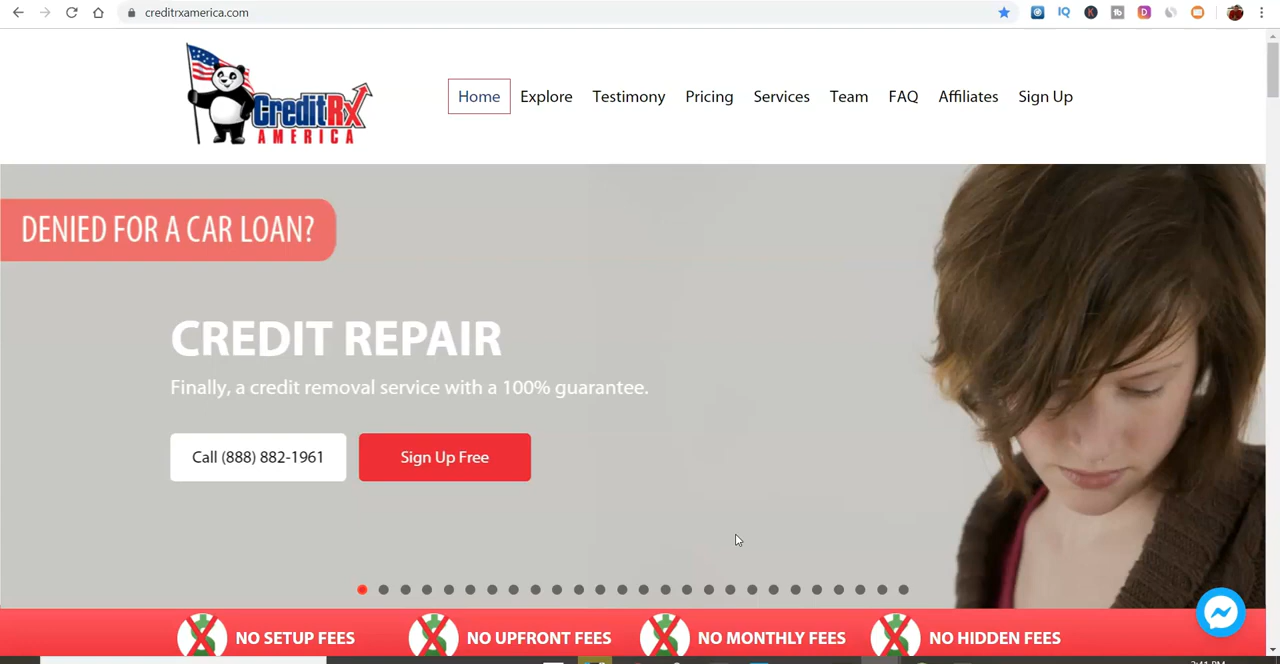 creditrxamerica.com
CreditRx
AMERICA
Home Explore Testimony Pricing Services Team FAQ Affiliates Sign Up
DENIED FOR A CAR LOAN?
CREDIT REPAIR
Finally, a credit removal service with a 100% guarantee.
Call (888) 882-1961 Sign Up Free
NO SETUP FEES NO UPFRONT FEES NO MONTHLY FEES NO HIDDEN FEES